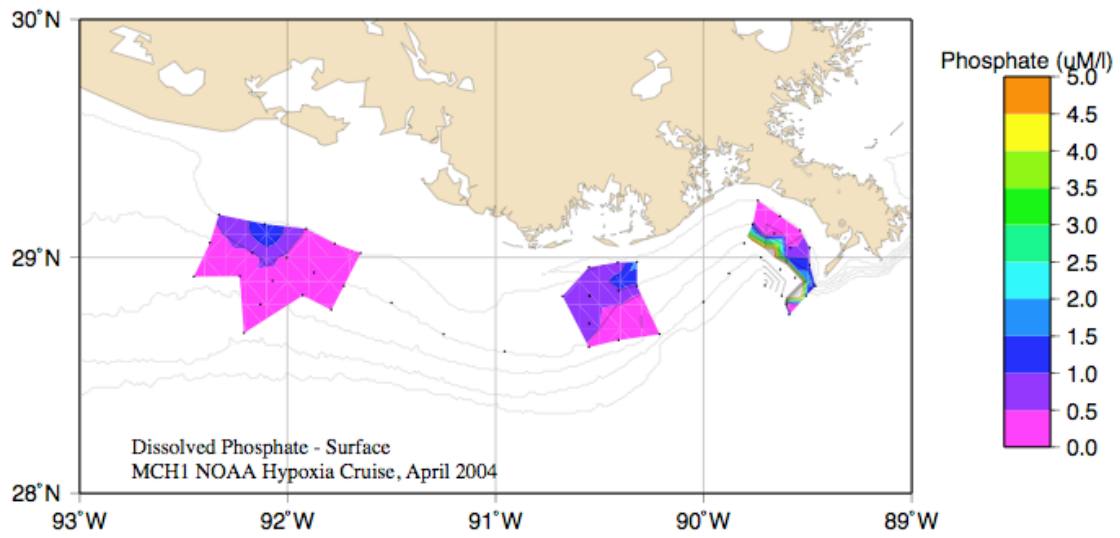 30˚N
29˚N
28˚N
93˚W
92˚W
91˚W
90˚W
89˚W
Dissolved Phosphate - Surface
MCH1 NOAA Hypoxia Cruise, April 2004
Phosphate (uM/l)
5.0
4.5
4.0
3.5
3.0
2.5
2.0
1.5
1.0
0.5
0.0